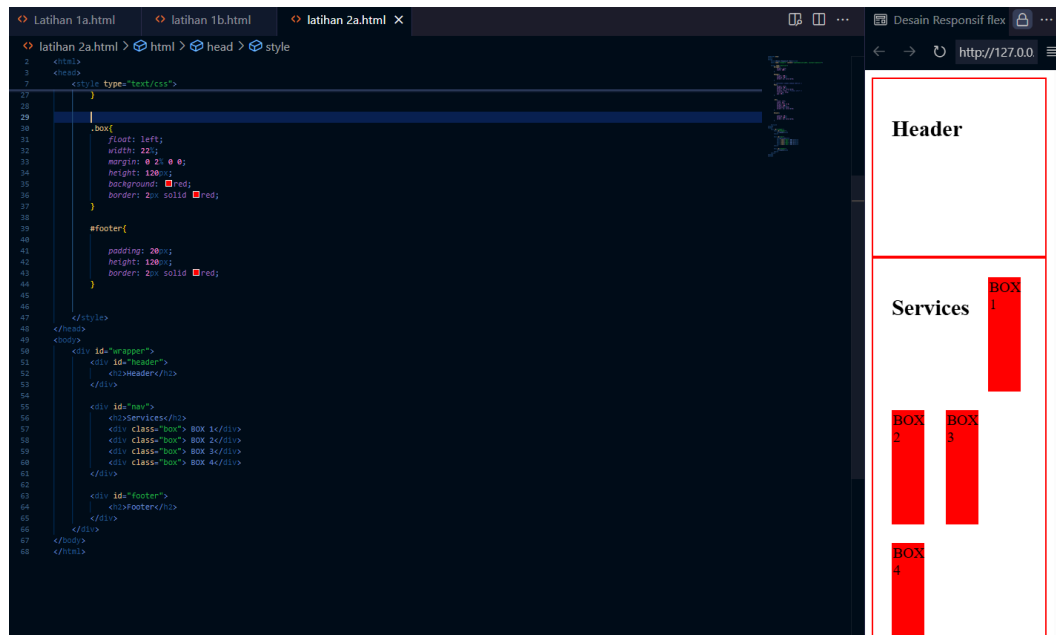 Latihan 1a.html latihan 1b.html latihan 2a.html Desain Responsif flex
latihan 2a.html > html > head > style http://127.0.0.
2 <html>
3 <head>
7 <style type="text/css">
27 }
28
29
30 .box{
31 float: left;
32 width: 22%;
33 margin: 0 2% 0 0;
34 height: 120px;
35 background: red;
36 border: 2px solid red;
37 }
38
39 #footer{
40
41 padding: 20px;
42 height: 120px;
43 border: 2px solid red;
44 }
45
46
47 </style>
48 </head>
49 <body>
50 <div id="wrapper">
51 <div id="header">
52 <h2>Header</h2>
53 </div>
54
55 <div id="nav">
56 <h2>Services</h2>
57 <div class="box"> BOX 1</div>
58 <div class="box"> BOX 2</div>
59 <div class="box"> BOX 3</div>
60 <div class="box"> BOX 4</div>
61 </div>
62
63 <div id="footer">
64 <h2>Footer</h2>
65 </div>
66 </div>
67 </body>
68 </html>
Header
Services
BOX
1
BOX
2
BOX
3
BOX
4